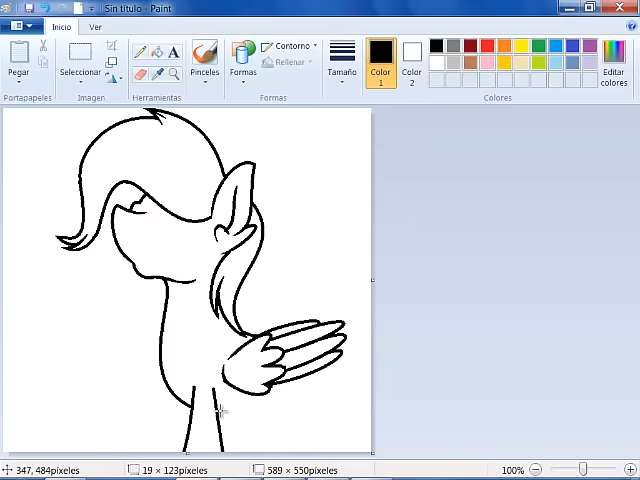 Sin título - Paint
Inicio Ver
Pegar
Seleccionar
A
Pinceles
Formas
Contorno
Rellenar
Tamaño
Color 1
Color 2
Editar colores
Portapapeles Imagen Herramientas Formas Colores
347, 484píxeles 19 × 123píxeles 589 × 550píxeles 100%